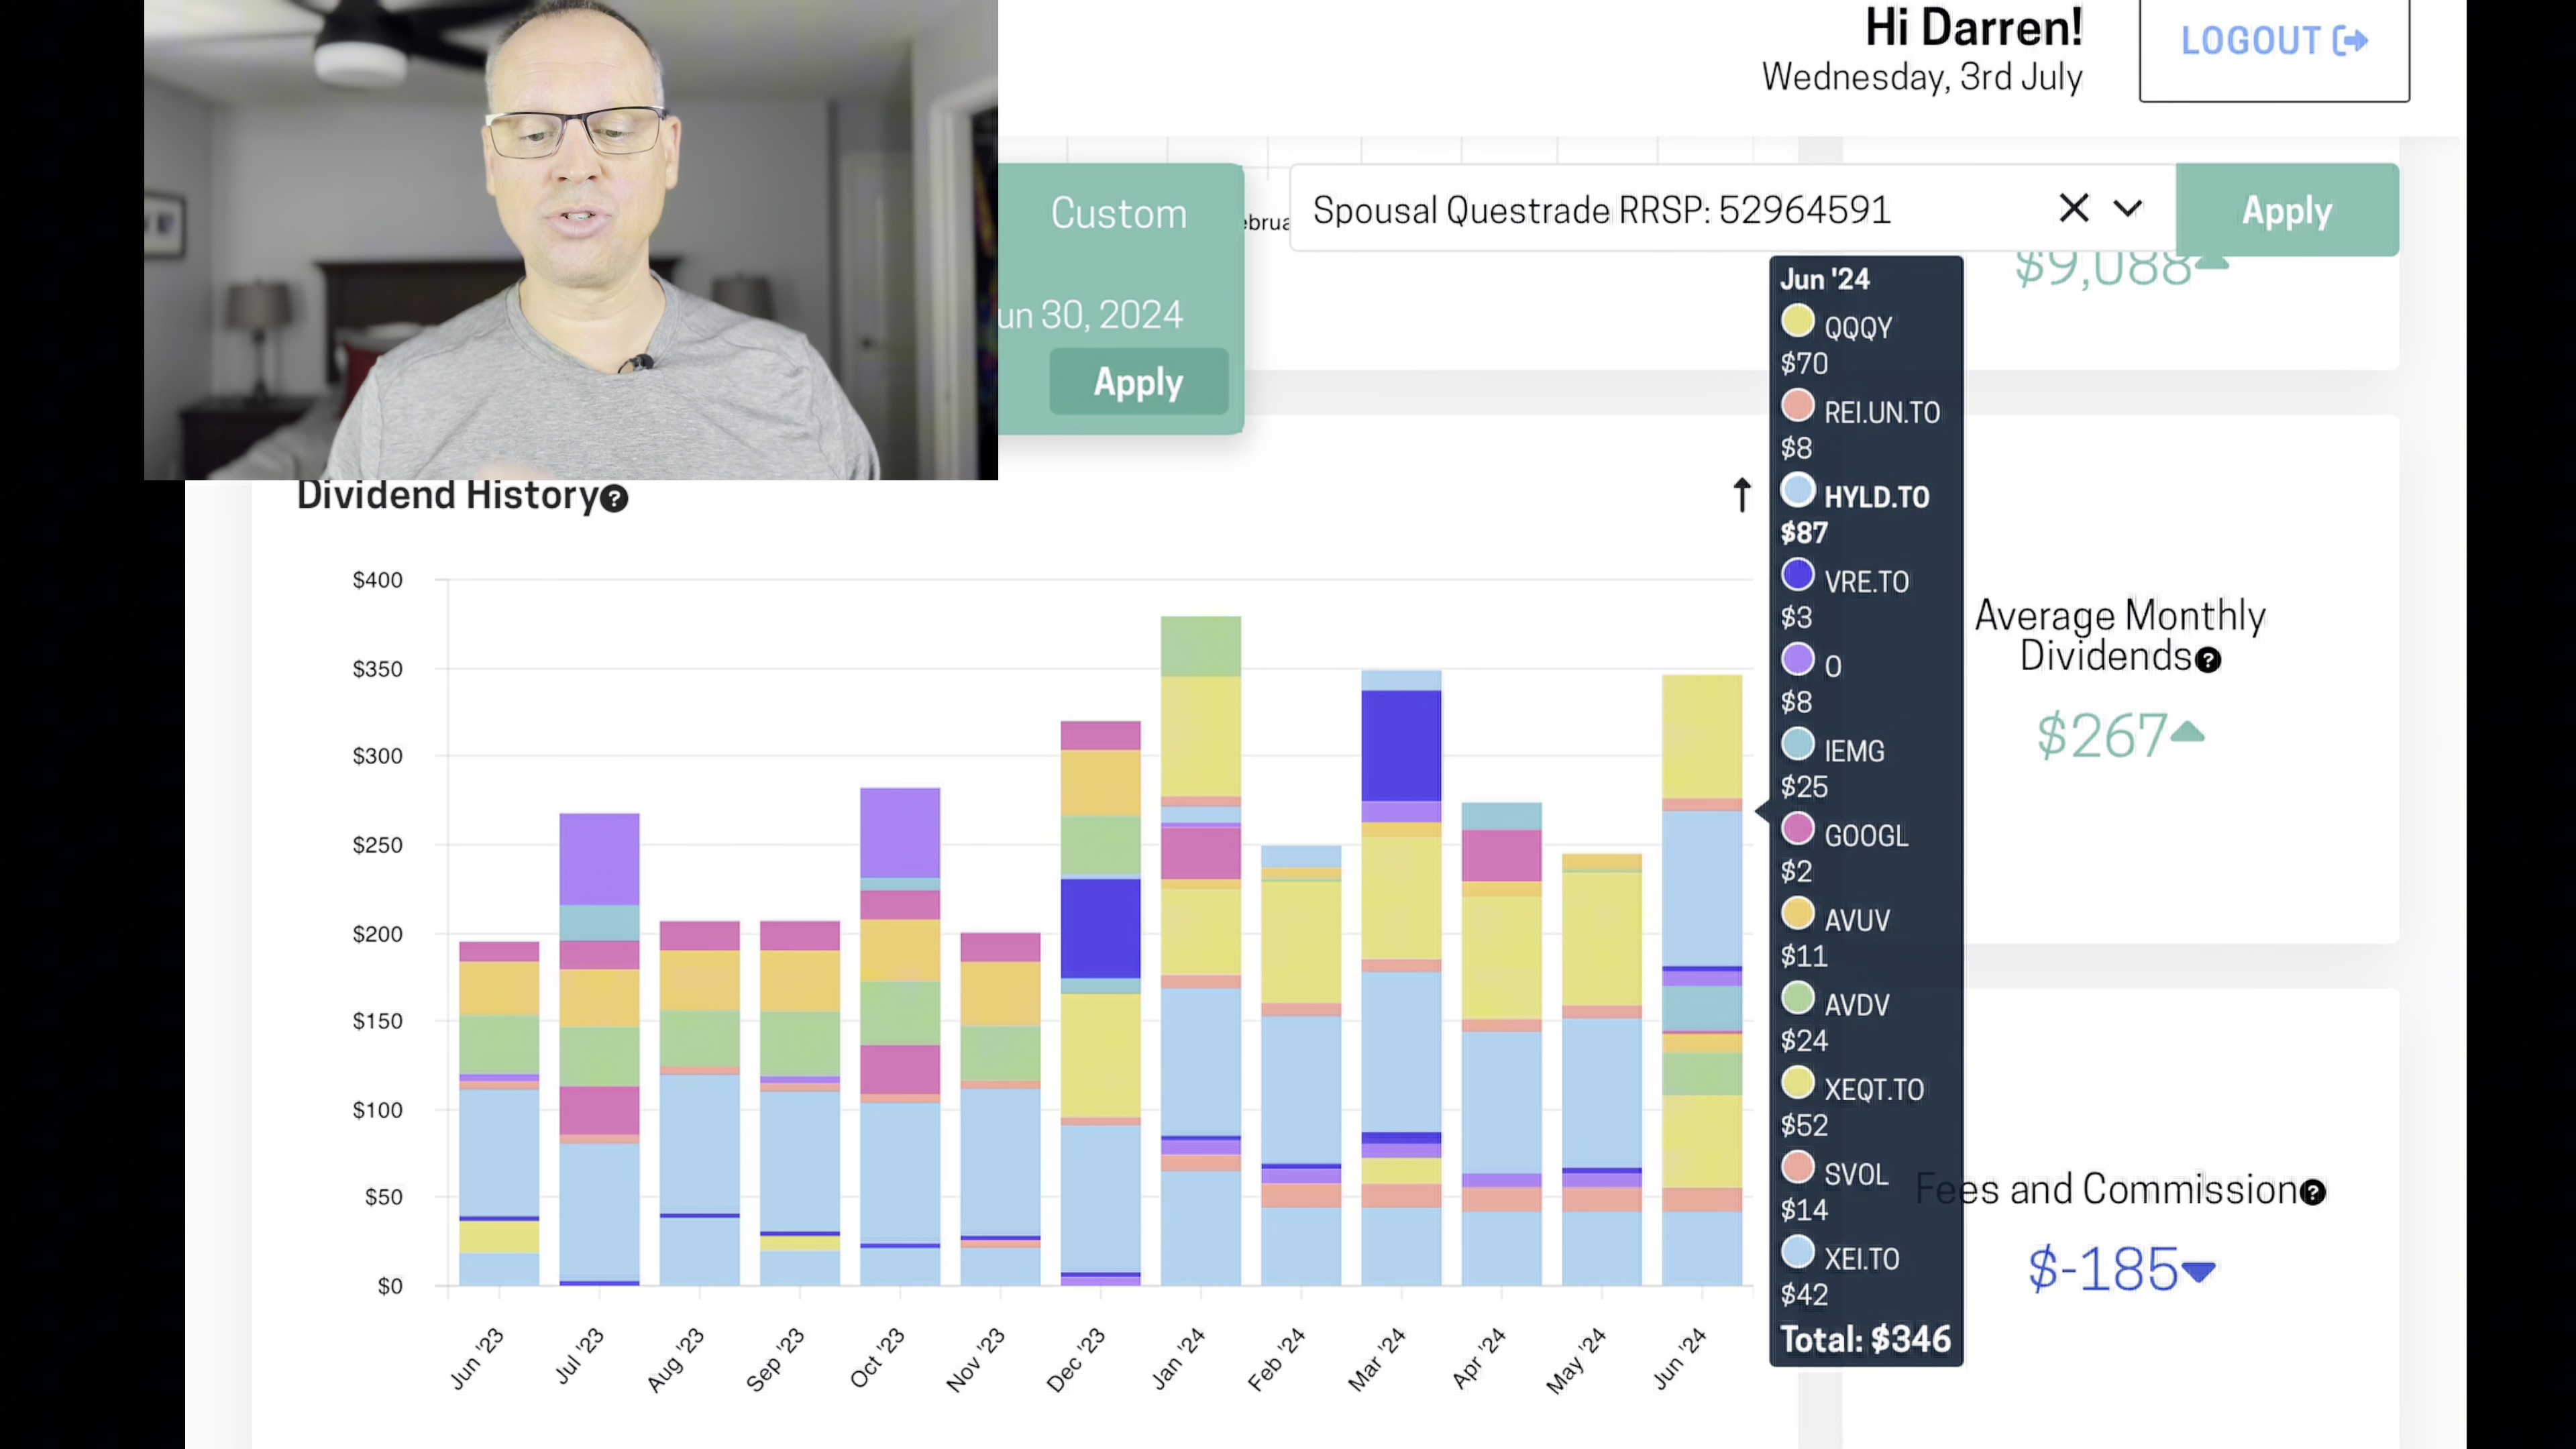 Hi Darren!
Wednesday, 3rd July
LOGOUT
Custom
Spousal Questrade RRSP: 52964591
Apply
un 30, 2024
Apply
$9,088
Dividend History
Jun '24
QQQY
$70
REI.UN.TO
$8
HYLD.TO
$87
VRE.TO
$3
O
$8
IEMG
$25
GOOGL
$2
AVUV
$11
AVDV
$24
XEQT.TO
$52
SVOL
$14
XEI.TO
$42
Total: $346
$400
$350
$300
$250
$200
$150
$100
$50
$0
Jun '23
Jul '23
Aug '23
Sep '23
Oct '23
Nov '23
Dec '23
Jan '24
Feb '24
Mar '24
Apr '24
May '24
Jun '24
Average Monthly
Dividends
$267
Fees and Commission
$-185